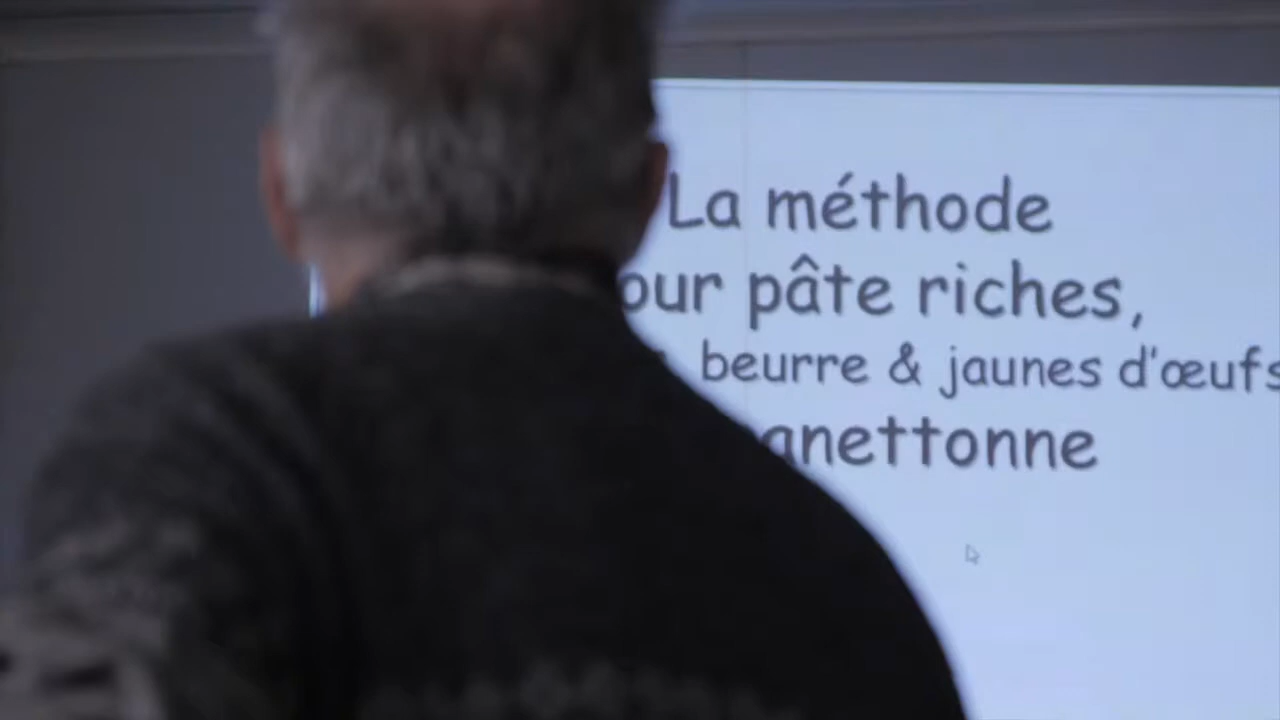 La méthode
our pâte riches,
beurre & jaunes d'œufs
anettonne